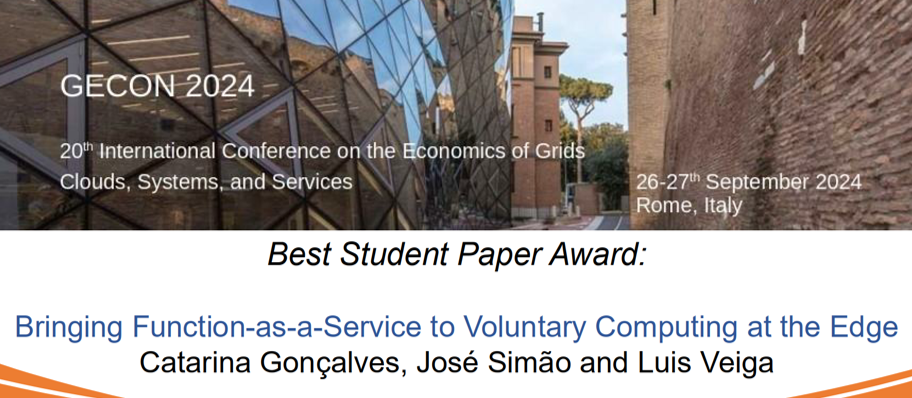 GECON 2024
20th International Conference on the Economics of Grids
Clouds, Systems, and Services
26-27th September 2024
Rome, Italy
Best Student Paper Award:
Bringing Function-as-a-Service to Voluntary Computing at the Edge
Catarina Gonçalves, José Simão and Luis Veiga